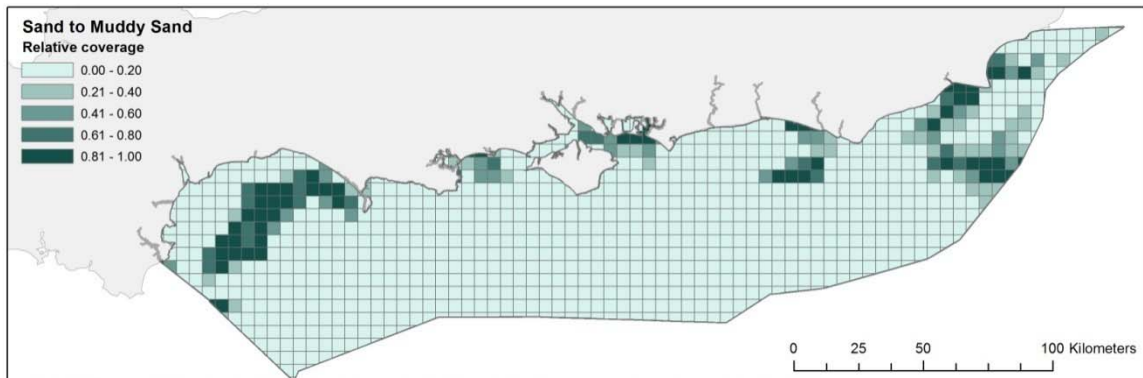 Sand to Muddy Sand
Relative coverage
0.00 - 0.20
0.21 - 0.40
0.41 - 0.60
0.61 - 0.80
0.81 - 1.00
0 25 50 100 Kilometers